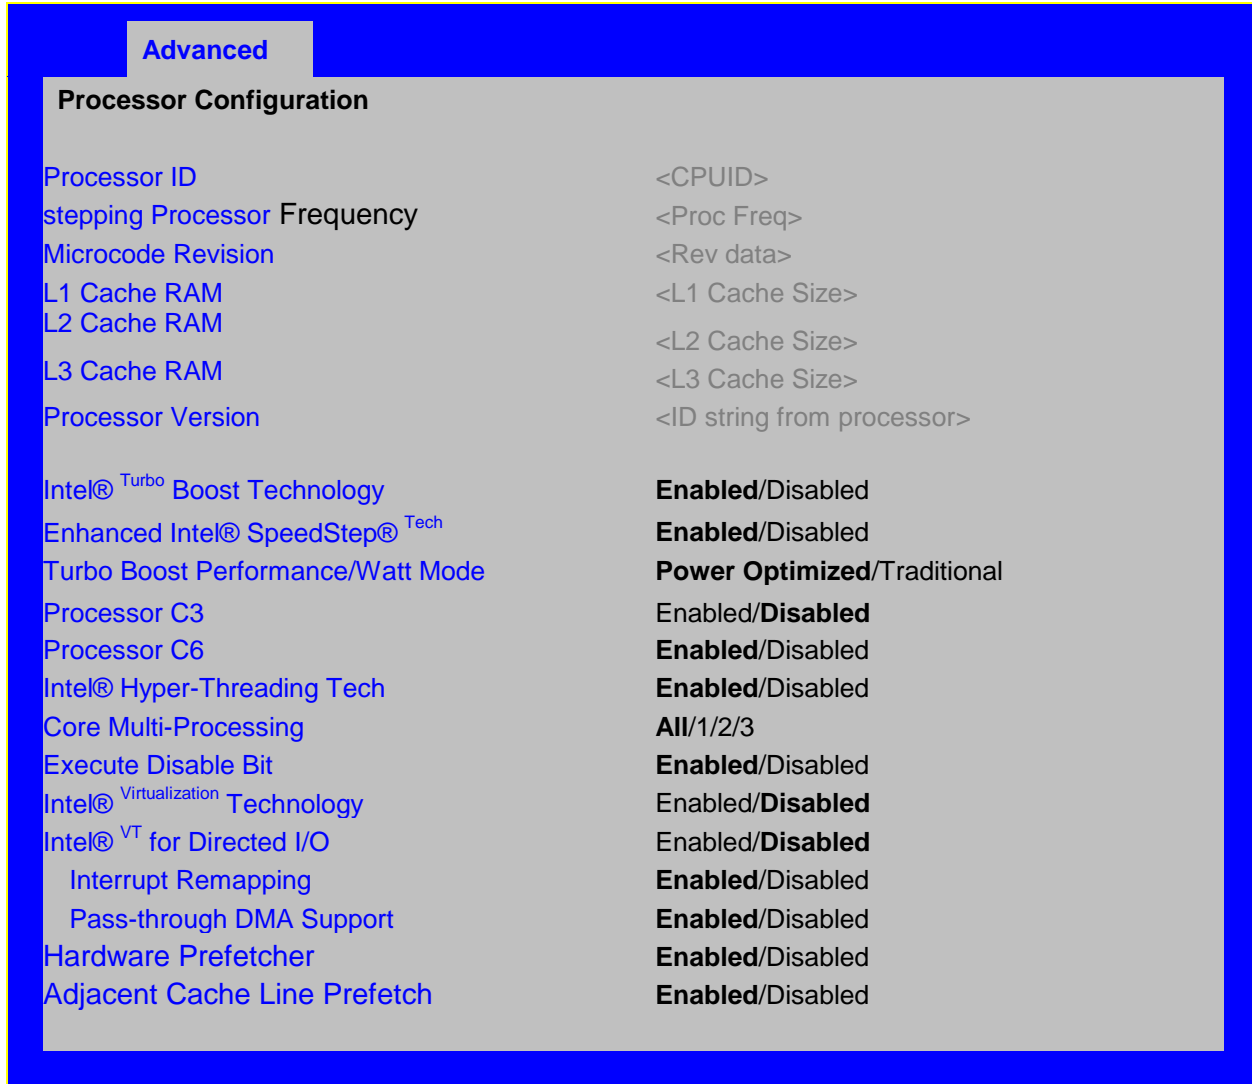 Advanced
Processor Configuration
Processor ID <CPUID>
stepping Processor Frequency <Proc Freq>
Microcode Revision <Rev data>
L1 Cache RAM <L1 Cache Size>
L2 Cache RAM <L2 Cache Size>
L3 Cache RAM <L3 Cache Size>
Processor Version <ID string from processor>
Intel® Turbo Boost Technology Enabled/Disabled
Enhanced Intel® SpeedStep® Tech Enabled/Disabled
Turbo Boost Performance/Watt Mode Power Optimized/Traditional
Processor C3 Enabled/Disabled
Processor C6 Enabled/Disabled
Intel® Hyper-Threading Tech Enabled/Disabled
Core Multi-Processing All/1/2/3
Execute Disable Bit Enabled/Disabled
Intel® Virtualization Technology Enabled/Disabled
Intel® VT for Directed I/O Enabled/Disabled
Interrupt Remapping Enabled/Disabled
Pass-through DMA Support Enabled/Disabled
Hardware Prefetcher Enabled/Disabled
Adjacent Cache Line Prefetch Enabled/Disabled